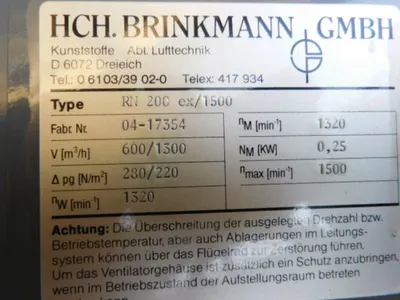 HCH. BRINKMANN GMBH
Kunststoffe Abt. Lufttechnik
D 6072 Dreieich
Tel.: 0 6103/39 02-0 Telex: 417 934
Type RN 200 ex/1500
Fabr. Nr. 04-17354 nM [min⁻¹] 1320
V [m³/h] 600/1300 NM [KW] 0,25
Δ pg [N/m²] 280/220 nmax [min⁻¹] 1500
nW [min⁻¹] 1320
Achtung: Die Überschreitung der ausgelegten Drehzahl bzw.
Betriebstemperatur, aber auch Ablagerungen im Leitungs-
system können über das Flügelrad zur Zerstörung führen.
Um das Ventilatorgehäuse ist zusätzlich ein Schutz anzubringen,
wenn im Betriebszustand der Aufstellungsraum betreten